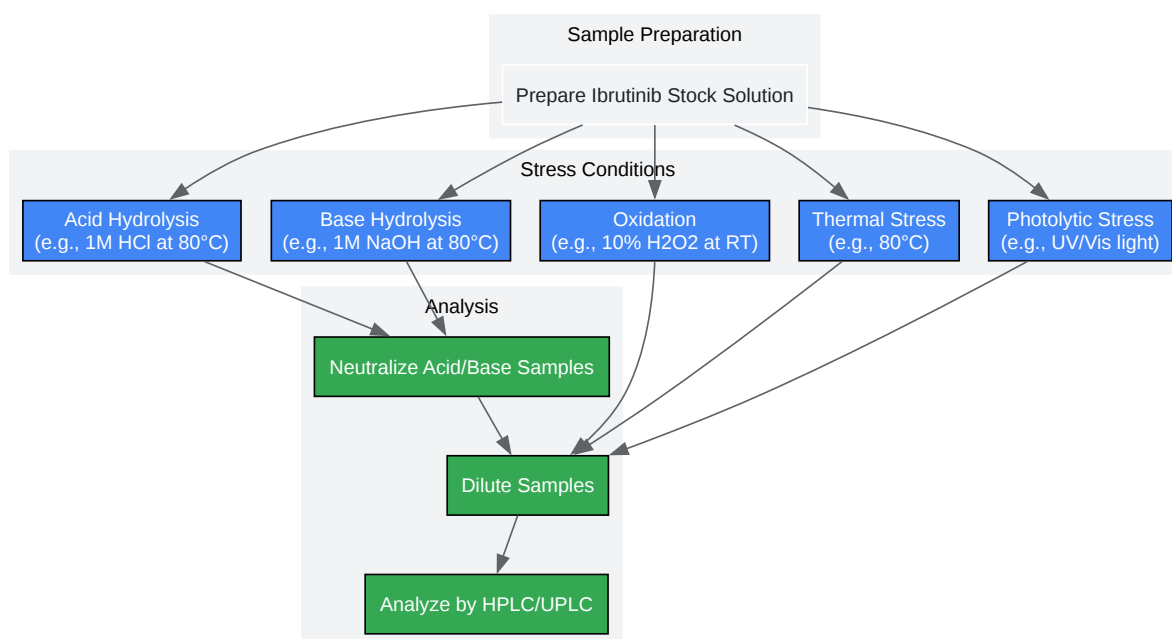 Sample Preparation
Prepare Ibrutinib Stock Solution
Stress Conditions
Acid Hydrolysis
(e.g., 1M HCl at 80°C)
Base Hydrolysis
(e.g., 1M NaOH at 80°C)
Oxidation
(e.g., 10% H2O2 at RT)
Thermal Stress
(e.g., 80°C)
Photolytic Stress
(e.g., UV/Vis light)
Analysis
Neutralize Acid/Base Samples
Dilute Samples
Analyze by HPLC/UPLC